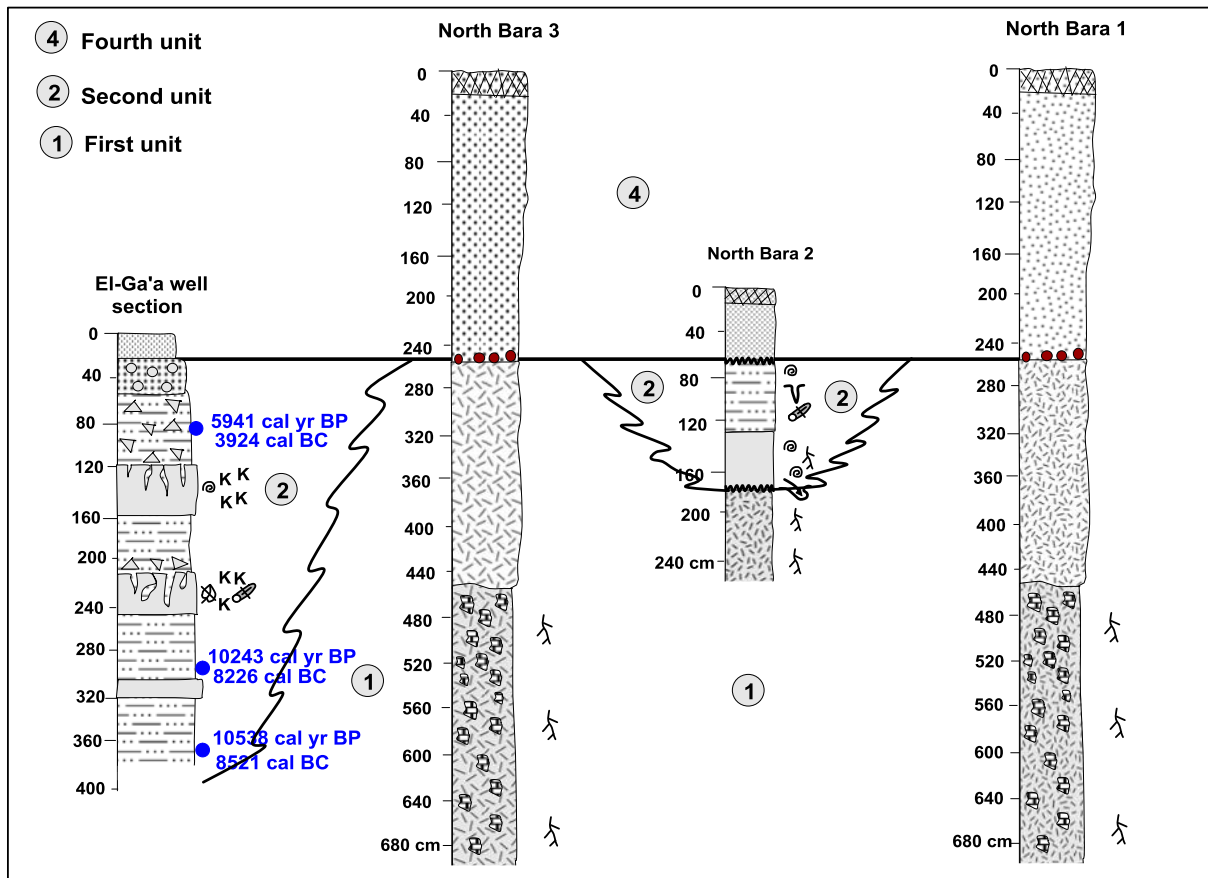 4 Fourth unit
2 Second unit
1 First unit
North Bara 3
0
40
80
120
160
200
240
280
320
360
400
440
480
520
560
600
640
680 cm
North Bara 1
0
40
80
120
160
200
240
280
320
360
400
440
480
520
560
600
640
680 cm
4
North Bara 2
0
40
80
120
160
200
240 cm
2
2
El-Ga'a well
section
0
40
80
120
160
200
240
280
320
360
400
5941 cal yr BP
3924 cal BC
K K
K K
2
K K
K
10243 cal yr BP
8226 cal BC
1
10538 cal yr BP
8521 cal BC
1